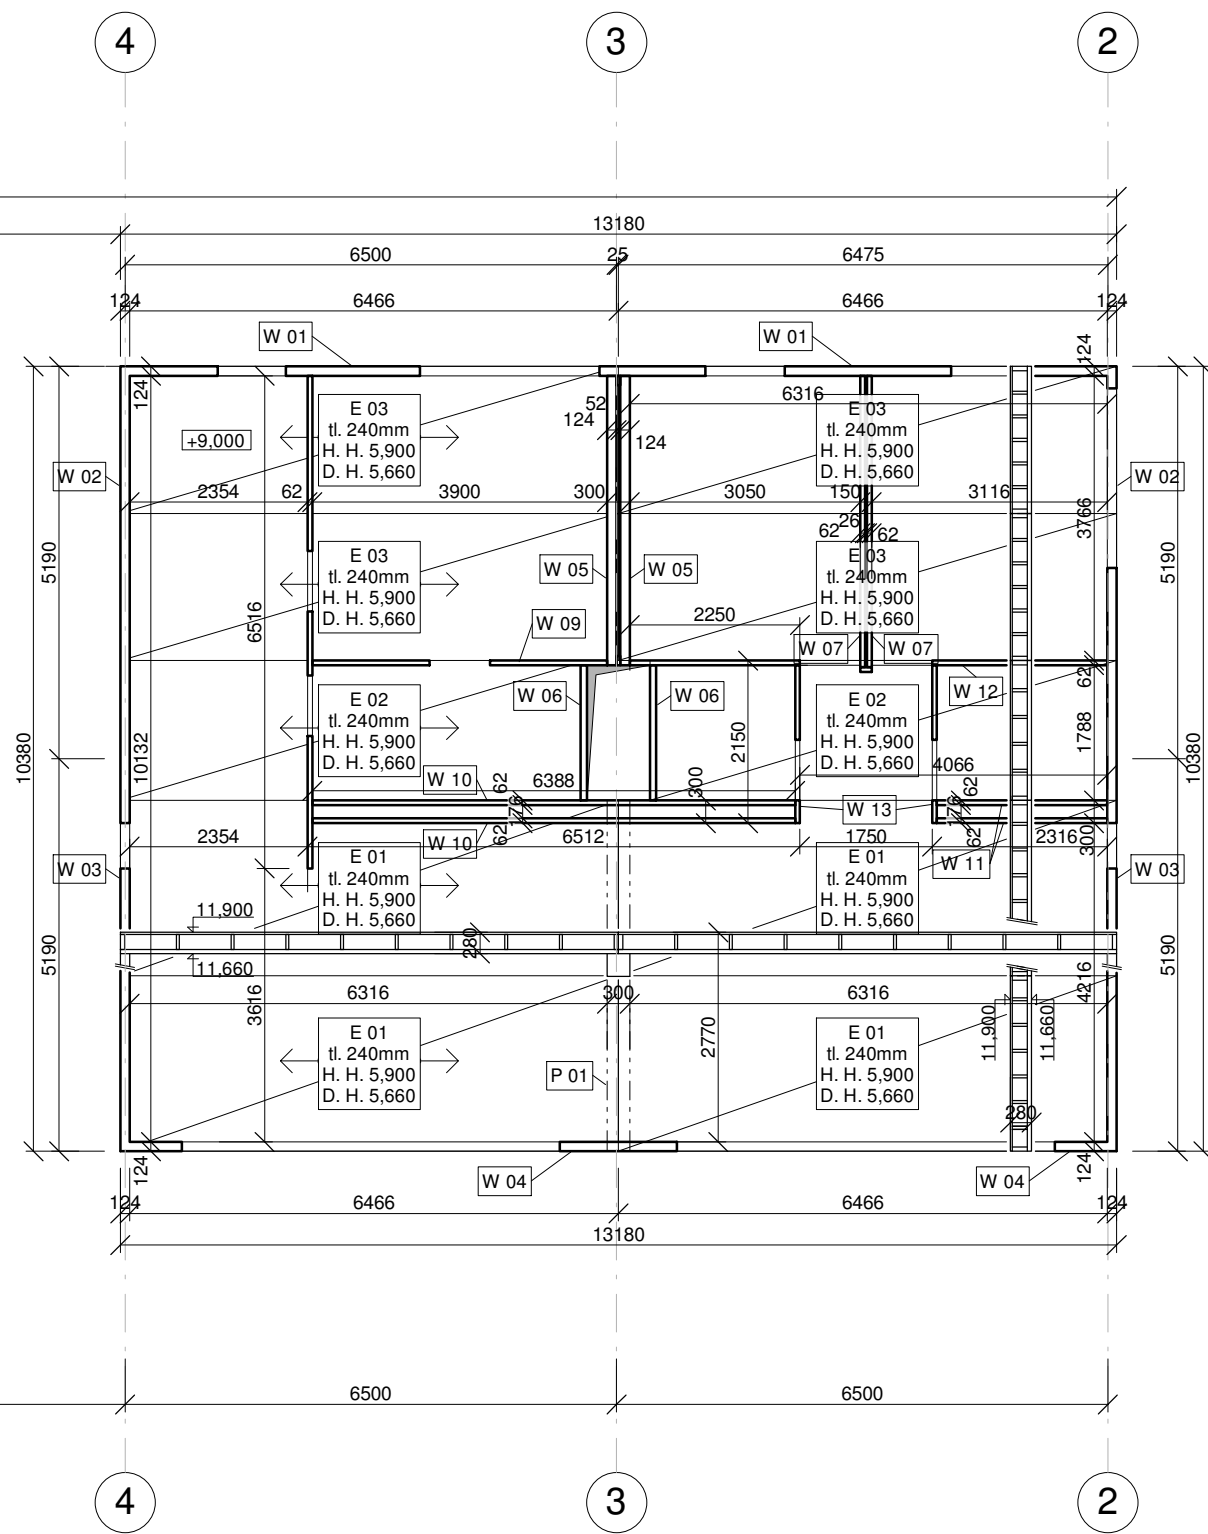 4
3
2
13180
6500
25
6475
124
6466
6466
124
W 01
W 01
124
124
6316
52
124
124
E 03
tl. 240mm
H. H. 5,900
D. H. 5,660
E 03
tl. 240mm
H. H. 5,900
D. H. 5,660
+9,000
W 02
W 02
2354
62
3900
300
3050
150
3116
3766
26
62
62
5190
5190
E 03
tl. 240mm
H. H. 5,900
D. H. 5,660
E 03
tl. 240mm
H. H. 5,900
D. H. 5,660
W 05
W 05
6516
W 09
2250
W 07
W 07
W 06
W 06
W 12
62
E 02
tl. 240mm
H. H. 5,900
D. H. 5,660
E 02
tl. 240mm
H. H. 5,900
D. H. 5,660
10380
10132
2150
1788
10380
4066
W 10
62
6388
300
62
176
W 13
176
62
W 10
62
2354
6512
1750
2316
300
W 11
W 03
W 03
E 01
tl. 240mm
H. H. 5,900
D. H. 5,660
E 01
tl. 240mm
H. H. 5,900
D. H. 5,660
11,900
280
11,660
5190
5190
6316
300
6316
4216
3616
2770
11,900
11,660
E 01
tl. 240mm
H. H. 5,900
D. H. 5,660
E 01
tl. 240mm
H. H. 5,900
D. H. 5,660
P 01
280
124
124
W 04
W 04
124
6466
6466
124
13180
6500
6500
4
3
2